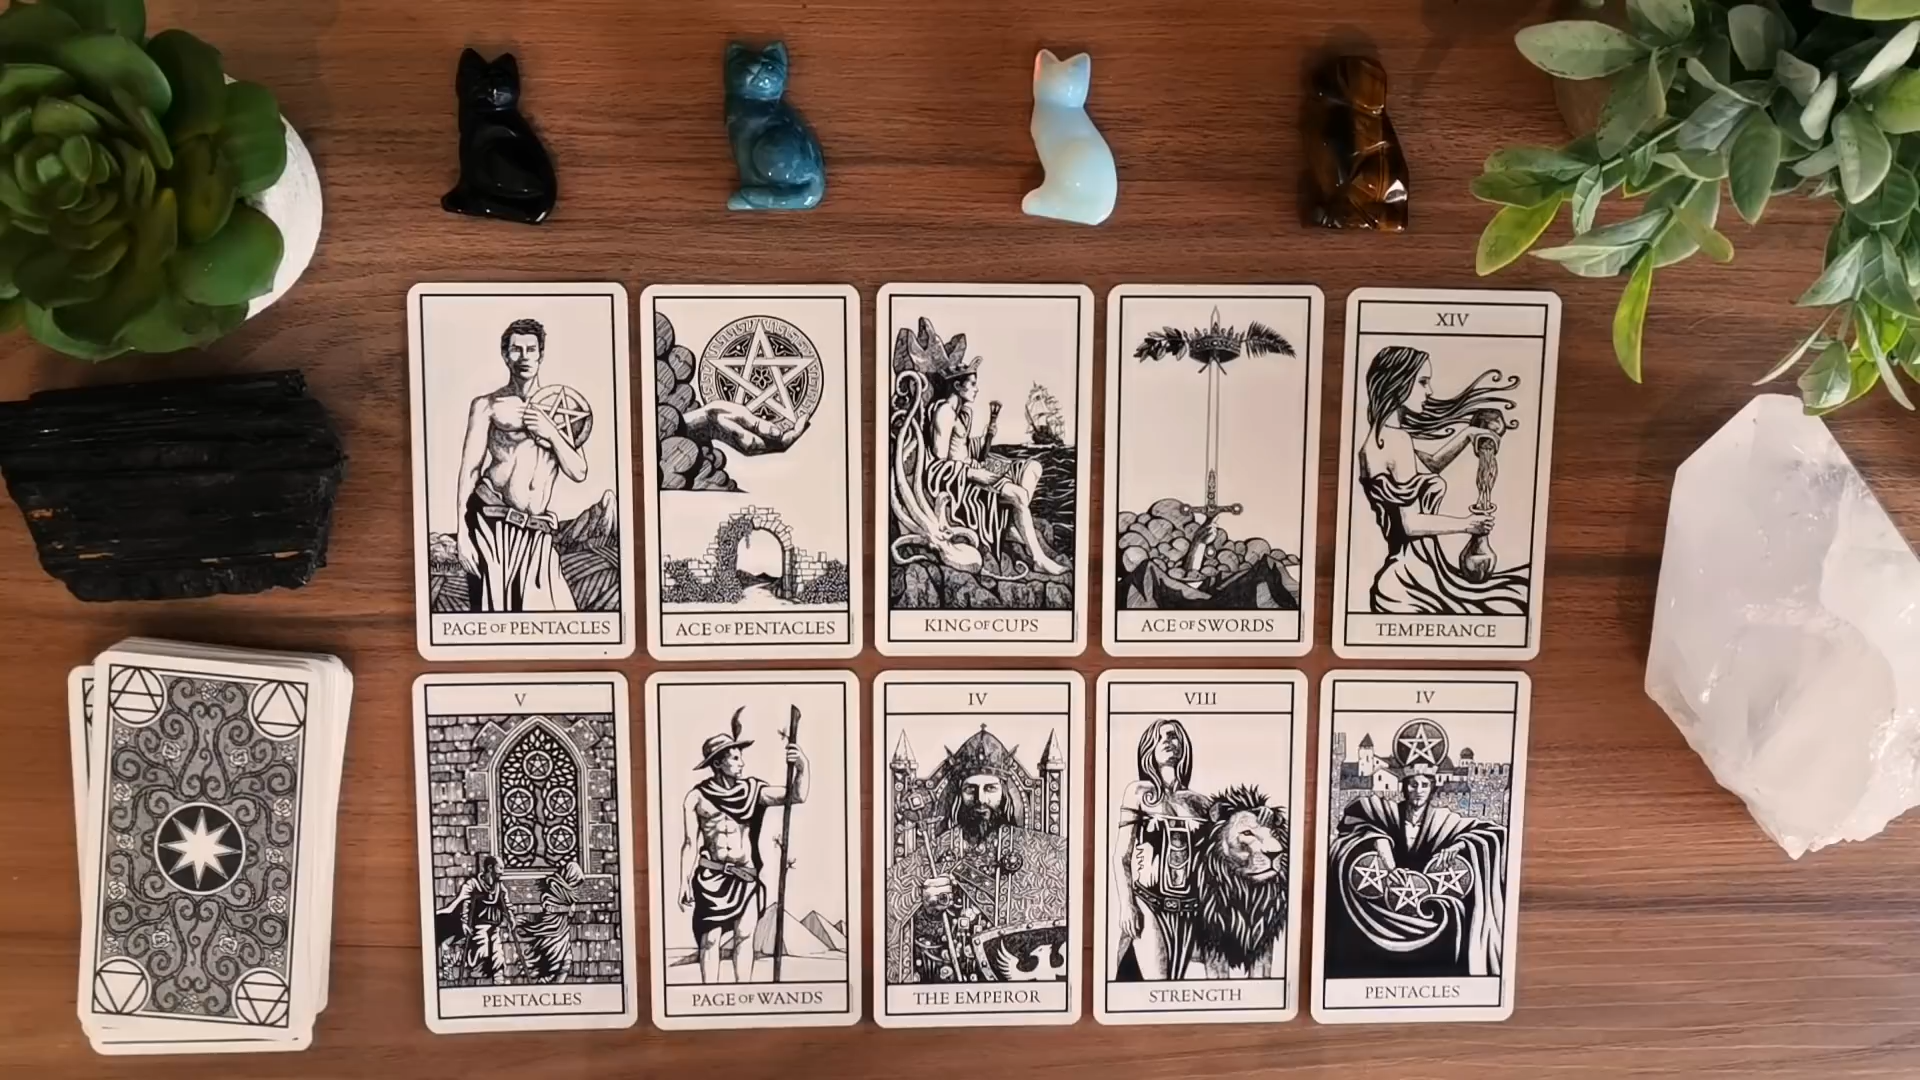 PAGE OF PENTACLES
ACE OF PENTACLES
KING OF CUPS
ACE OF SWORDS
XIV
TEMPERANCE
V
PENTACLES
PAGE OF WANDS
IV
THE EMPEROR
VIII
STRENGTH
IV
PENTACLES